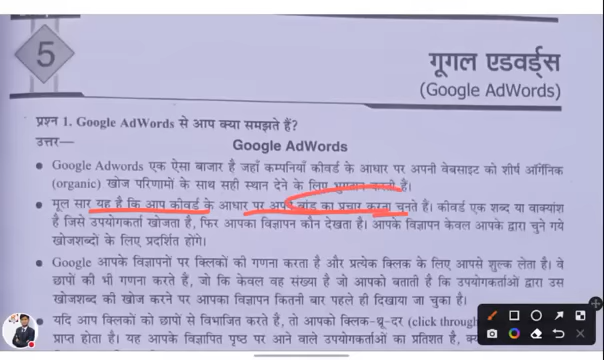 5
गूगल एडवर्ड्स
(Google AdWords)
प्रश्न 1. Google AdWords से आप क्या समझते हैं?
उत्तर—
Google AdWords
• Google Adwords एक ऐसा बाजार है जहाँ कम्पनियाँ कीवर्ड के आधार पर अपनी वेबसाइट को शीर्ष ऑर्गेनिक
(organic) खोज परिणामों के साथ सही स्थान देने के लिए भुगतान करती हैं।
• मूल सार यह है कि आप कीवर्ड के आधार पर अपने ब्रांड का प्रचार करना चुनते हैं। कीवर्ड एक शब्द या वाक्यांश
है जिसे उपयोगकर्ता खोजता है, फिर आपका विज्ञापन कौन देखता है। आपके विज्ञापन केवल आपके द्वारा चुने गये
खोजशब्दों के लिए प्रदर्शित होंगे।
• Google आपके विज्ञापनों पर क्लिकों की गणना करता है और प्रत्येक क्लिक के लिए आपसे शुल्क लेता है। वे
छापों की भी गणना करते हैं, जो कि केवल वह संख्या है जो आपको बताती है कि उपयोगकर्ताओं द्वारा उस
खोजशब्द की खोज करने पर आपका विज्ञापन कितनी बार पहले ही दिखाया जा चुका है।
• यदि आप क्लिकों को छापों से विभाजित करते हैं, तो आपको क्लिक-थ्रू-दर (click through
प्राप्त होता है। यह आपके विज्ञापित पृष्ठ पर आने वाले उपयोगकर्ताओं का प्रतिशत है,